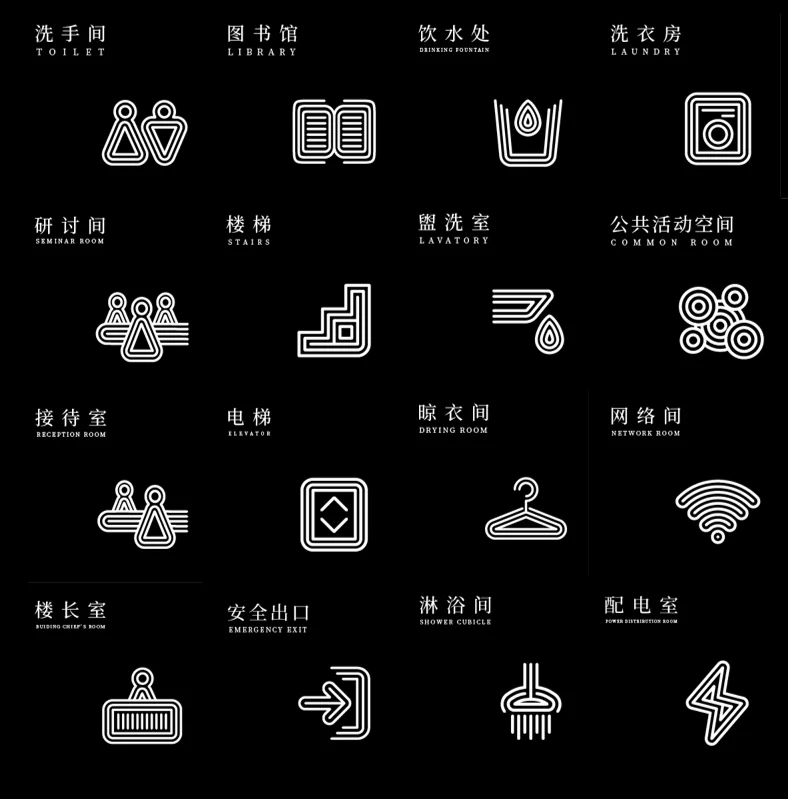 洗手间
TOILET
图书馆
LIBRARY
饮水处
DRINKING FOUNTAIN
洗衣房
LAUNDRY
研讨间
SEMINAR ROOM
楼梯
STAIRS
盥洗室
LAVATORY
公共活动空间
COMMON ROOM
接待室
RECEPTION ROOM
电梯
ELEVATOR
晾衣间
DRYING ROOM
网络间
NETWORK ROOM
楼长室
BUIDING CHIEF'S ROOM
安全出口
EMERGENCY EXIT
淋浴间
SHOWER CUBICLE
配电室
POWER DISTRIBUTION ROOM